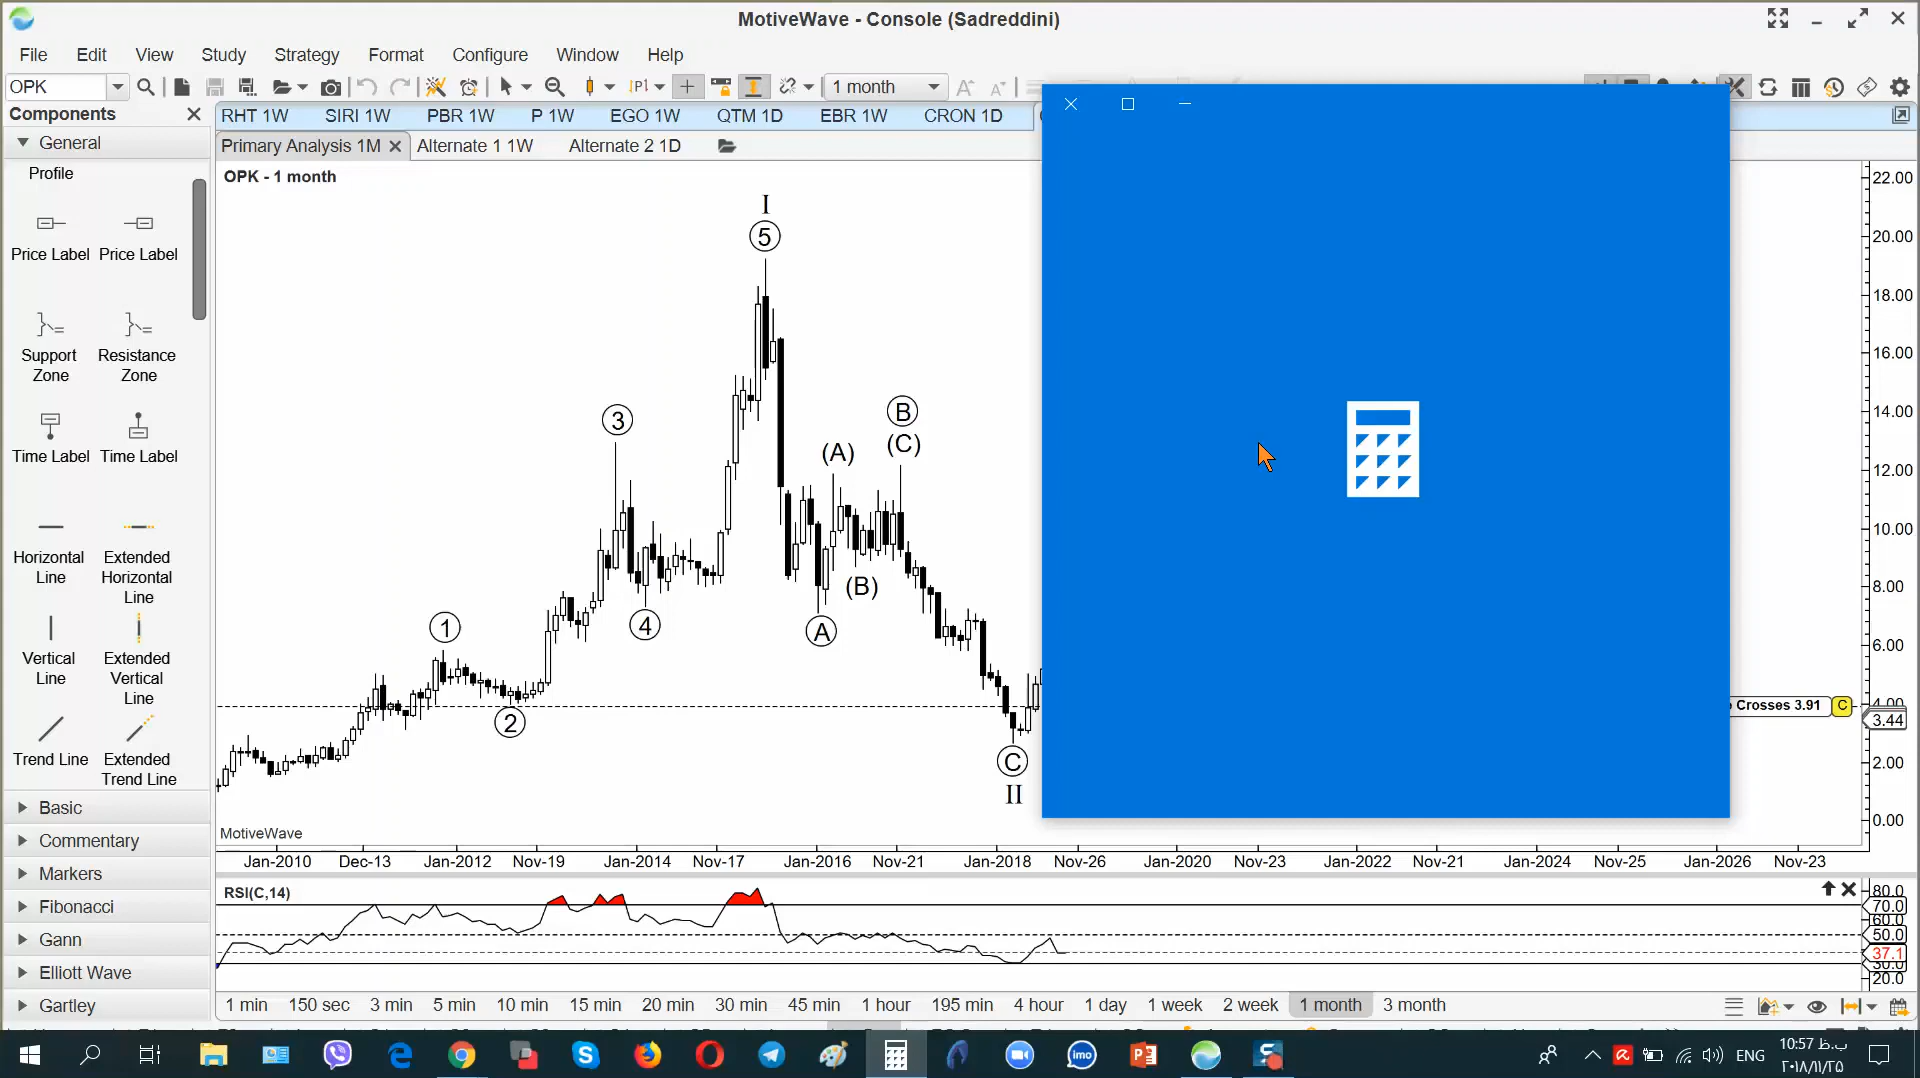 MotiveWave - Console (Sadreddini)
File Edit View Study Strategy Format Configure Window Help
OPK
1 month
Components
RHT 1W SIRI 1W PBR 1W P 1W EGO 1W QTM 1D EBR 1W CRON 1D
General
Primary Analysis 1M Alternate 1 1W Alternate 2 1D
Profile
OPK - 1 month
Price Label Price Label
Support Zone Resistance Zone
Time Label Time Label
Horizontal Line Extended Horizontal Line
Vertical Line Extended Vertical Line
Trend Line Extended Trend Line
Basic
Commentary
Markers
Fibonacci
Gann
Elliott Wave
Gartley
I
5
B
3
(C)
(A)
(B)
1
4
A
2
C
II
22.00
20.00
18.00
16.00
14.00
12.00
10.00
8.00
6.00
4.00
Crosses 3.91 C
3.44
2.00
0.00
MotiveWave
Jan-2010 Dec-13 Jan-2012 Nov-19 Jan-2014 Nov-17 Jan-2016 Nov-21 Jan-2018 Nov-26 Jan-2020 Nov-23 Jan-2022 Nov-21 Jan-2024 Nov-25 Jan-2026 Nov-23
RSI(C,14)
80.0
70.0
60.0
50.0
37.1
30.0
20.0
1 min 150 sec 3 min 5 min 10 min 15 min 20 min 30 min 45 min 1 hour 195 min 4 hour 1 day 1 week 2 week 1 month 3 month
ENG
10:57 ب.ظ
۲۰۱۸/۱۱/۲۵